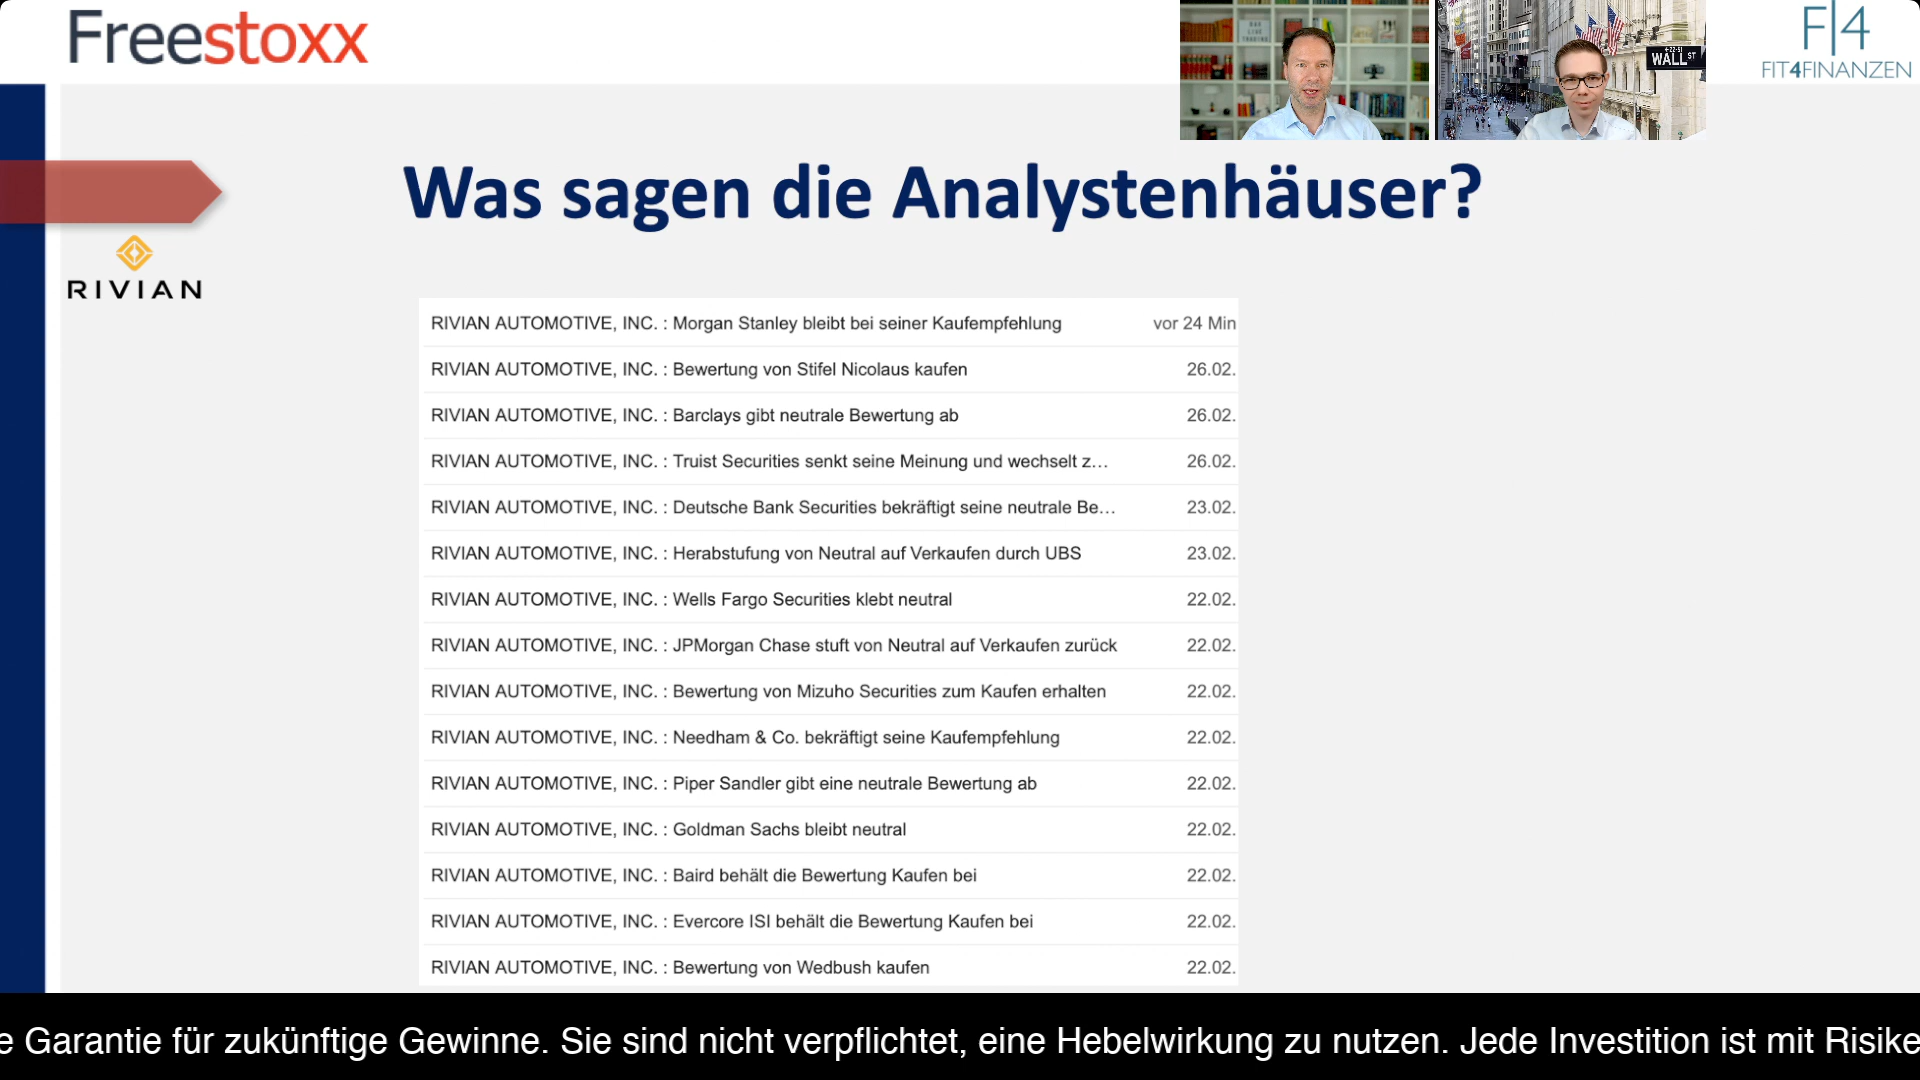 Freestoxx
WALL ST
F|4
FIT4FINANZEN
Was sagen die Analystenhäuser?
RIVIAN
RIVIAN AUTOMOTIVE, INC. : Morgan Stanley bleibt bei seiner Kaufempfehlung vor 24 Min
RIVIAN AUTOMOTIVE, INC. : Bewertung von Stifel Nicolaus kaufen 26.02.
RIVIAN AUTOMOTIVE, INC. : Barclays gibt neutrale Bewertung ab 26.02.
RIVIAN AUTOMOTIVE, INC. : Truist Securities senkt seine Meinung und wechselt z… 26.02.
RIVIAN AUTOMOTIVE, INC. : Deutsche Bank Securities bekräftigt seine neutrale Be… 23.02.
RIVIAN AUTOMOTIVE, INC. : Herabstufung von Neutral auf Verkaufen durch UBS 23.02.
RIVIAN AUTOMOTIVE, INC. : Wells Fargo Securities klebt neutral 22.02.
RIVIAN AUTOMOTIVE, INC. : JPMorgan Chase stuft von Neutral auf Verkaufen zurück 22.02.
RIVIAN AUTOMOTIVE, INC. : Bewertung von Mizuho Securities zum Kaufen erhalten 22.02.
RIVIAN AUTOMOTIVE, INC. : Needham & Co. bekräftigt seine Kaufempfehlung 22.02.
RIVIAN AUTOMOTIVE, INC. : Piper Sandler gibt eine neutrale Bewertung ab 22.02.
RIVIAN AUTOMOTIVE, INC. : Goldman Sachs bleibt neutral 22.02.
RIVIAN AUTOMOTIVE, INC. : Baird behält die Bewertung Kaufen bei 22.02.
RIVIAN AUTOMOTIVE, INC. : Evercore ISI behält die Bewertung Kaufen bei 22.02.
RIVIAN AUTOMOTIVE, INC. : Bewertung von Wedbush kaufen 22.02.
e Garantie für zukünftige Gewinne. Sie sind nicht verpflichtet, eine Hebelwirkung zu nutzen. Jede Investition ist mit Risike